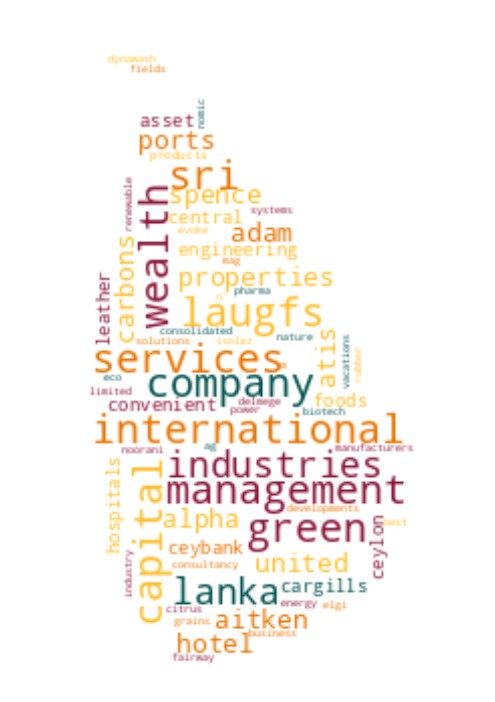 dynawash
fields
nomic
asset
ports
products
sri
renewable
wealth
spence
systems
central
evoke
adam
carbons
engineering
mag
properties
leather
pharma
n
laugfs
consolidated
nature
solutions
isolez
atis
vacations
rubber
services
eco
company
limited
convenient
delmege
power
foods
biotech
international
noorani
ag
manufacturers
hospitals
capital
industries
management
developments
alpha
green
best
ceylon
ceybank
industry
consultancy
united
lanka
cargills
citrus
energy
elgi
grains
aitken
business
hotel
fairway